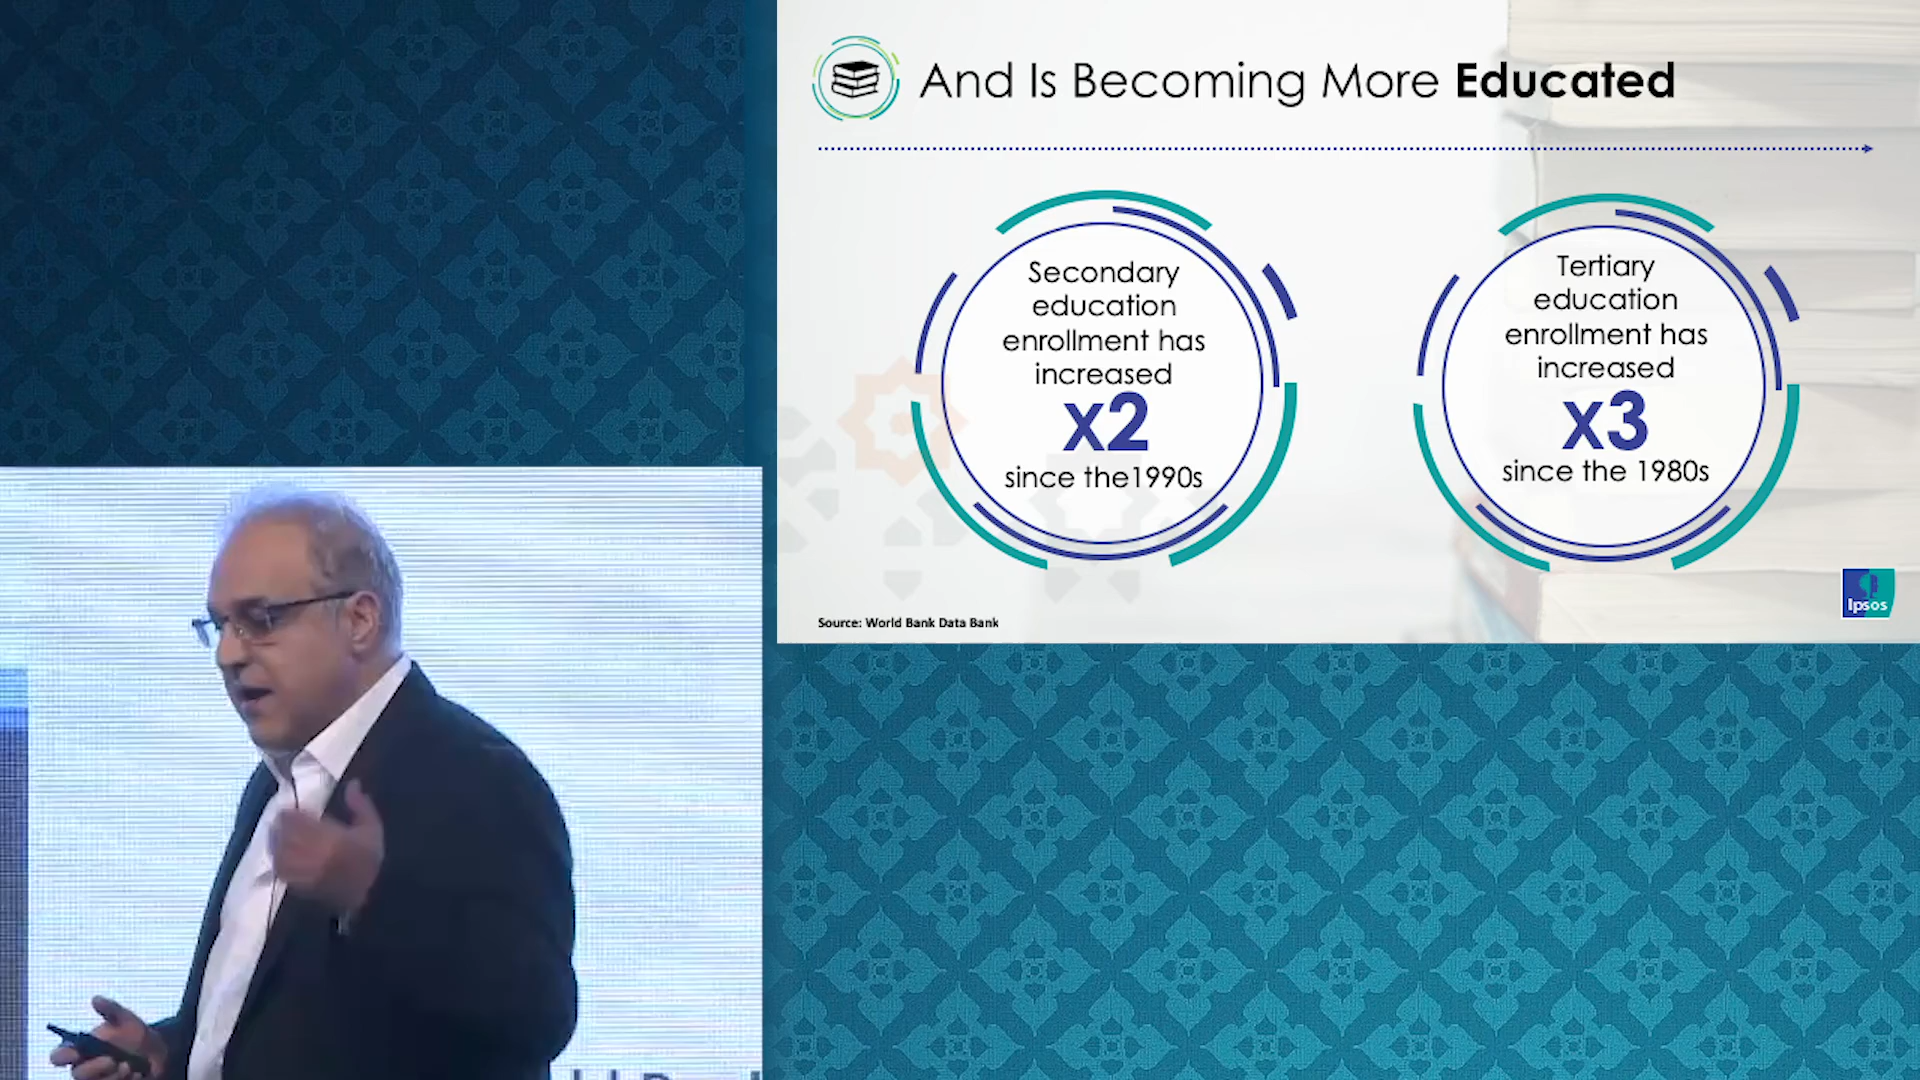 And Is Becoming More Educated
Secondary
education
enrollment has
increased
x2
since the1990s
Tertiary
education
enrollment has
increased
x3
since the 1980s
Source: World Bank Data Bank
Ipsos